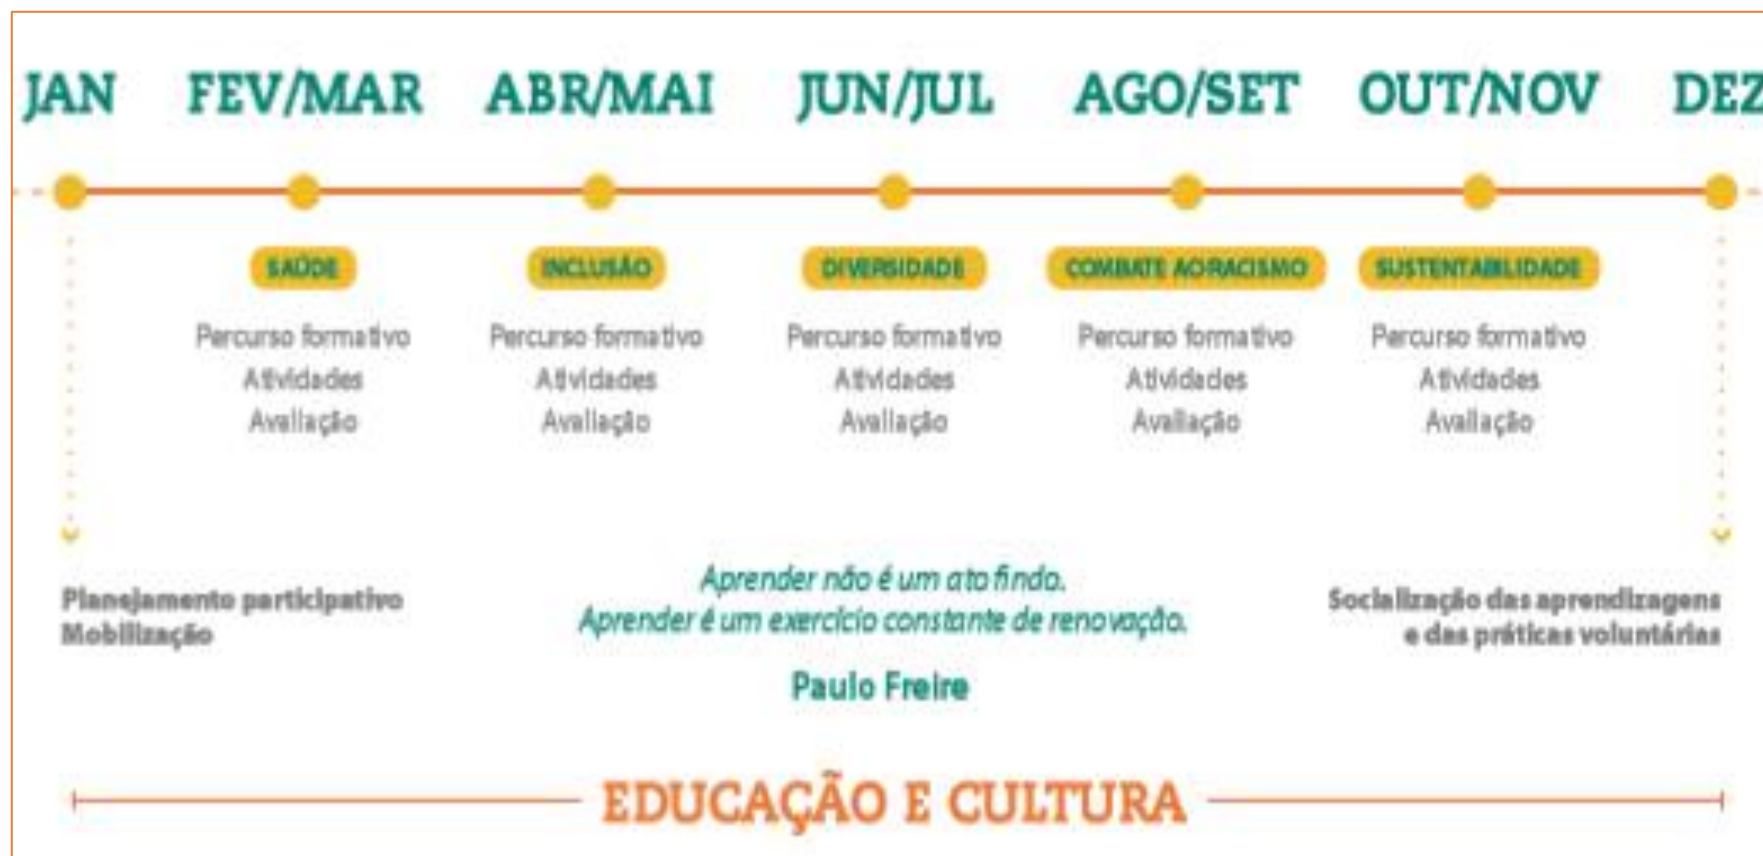 JAN FEV/MAR ABR/MAI JUN/JUL AGO/SET OUT/NOV DEZ
SAÚDE INCLUSÃO DIVERSIDADE COMBATE AO RACISMO SUSTENTABILIDADE
Percurso formativo Percurso formativo Percurso formativo Percurso formativo Percurso formativo
Atividades Atividades Atividades Atividades Atividades
Avaliação Avaliação Avaliação Avaliação Avaliação
Planejamento participativo
Mobilização
Aprender não é um ato findo.
Aprender é um exercício constante de renovação.
Paulo Freire
Socialização das aprendizagens
e das práticas voluntárias
EDUCAÇÃO E CULTURA